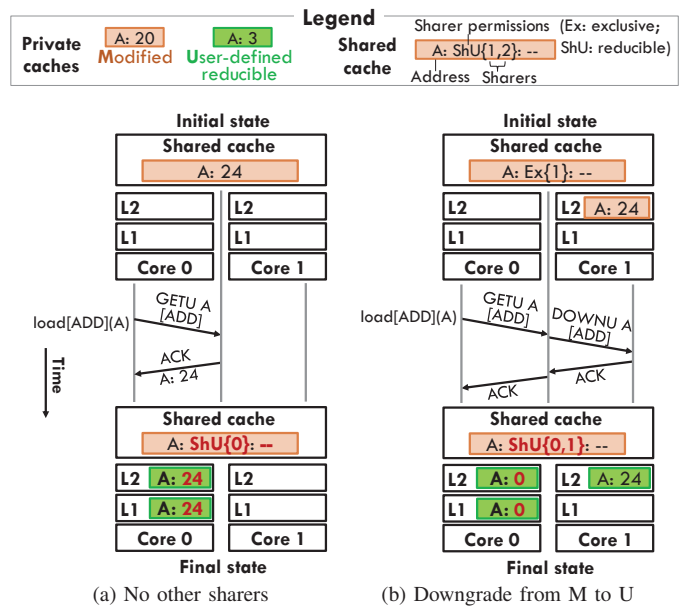 Legend
Private caches
A: 20
Modified
A: 3
User-defined reducible
Shared cache
Sharer permissions (Ex: exclusive; ShU: reducible)
A: ShU{1,2}: --
Address
Sharers
Initial state
Shared cache
A: 24
L2
L2
L1
L1
Core 0
Core 1
load[ADD](A)
GETU A
[ADD]
ACK
A: 24
Time
Shared cache
A: ShU{0}: --
L2 A: 24
L2
L1 A: 24
L1
Core 0
Core 1
Final state
(a) No other sharers
Initial state
Shared cache
A: Ex{1}: --
L2
L2 A: 24
L1
L1
Core 0
Core 1
load[ADD](A)
GETU A
[ADD]
DOWNU A
[ADD]
ACK
ACK
Shared cache
A: ShU{0,1}: --
L2 A: 0
L2 A: 24
L1 A: 0
L1
Core 0
Core 1
Final state
(b) Downgrade from M to U